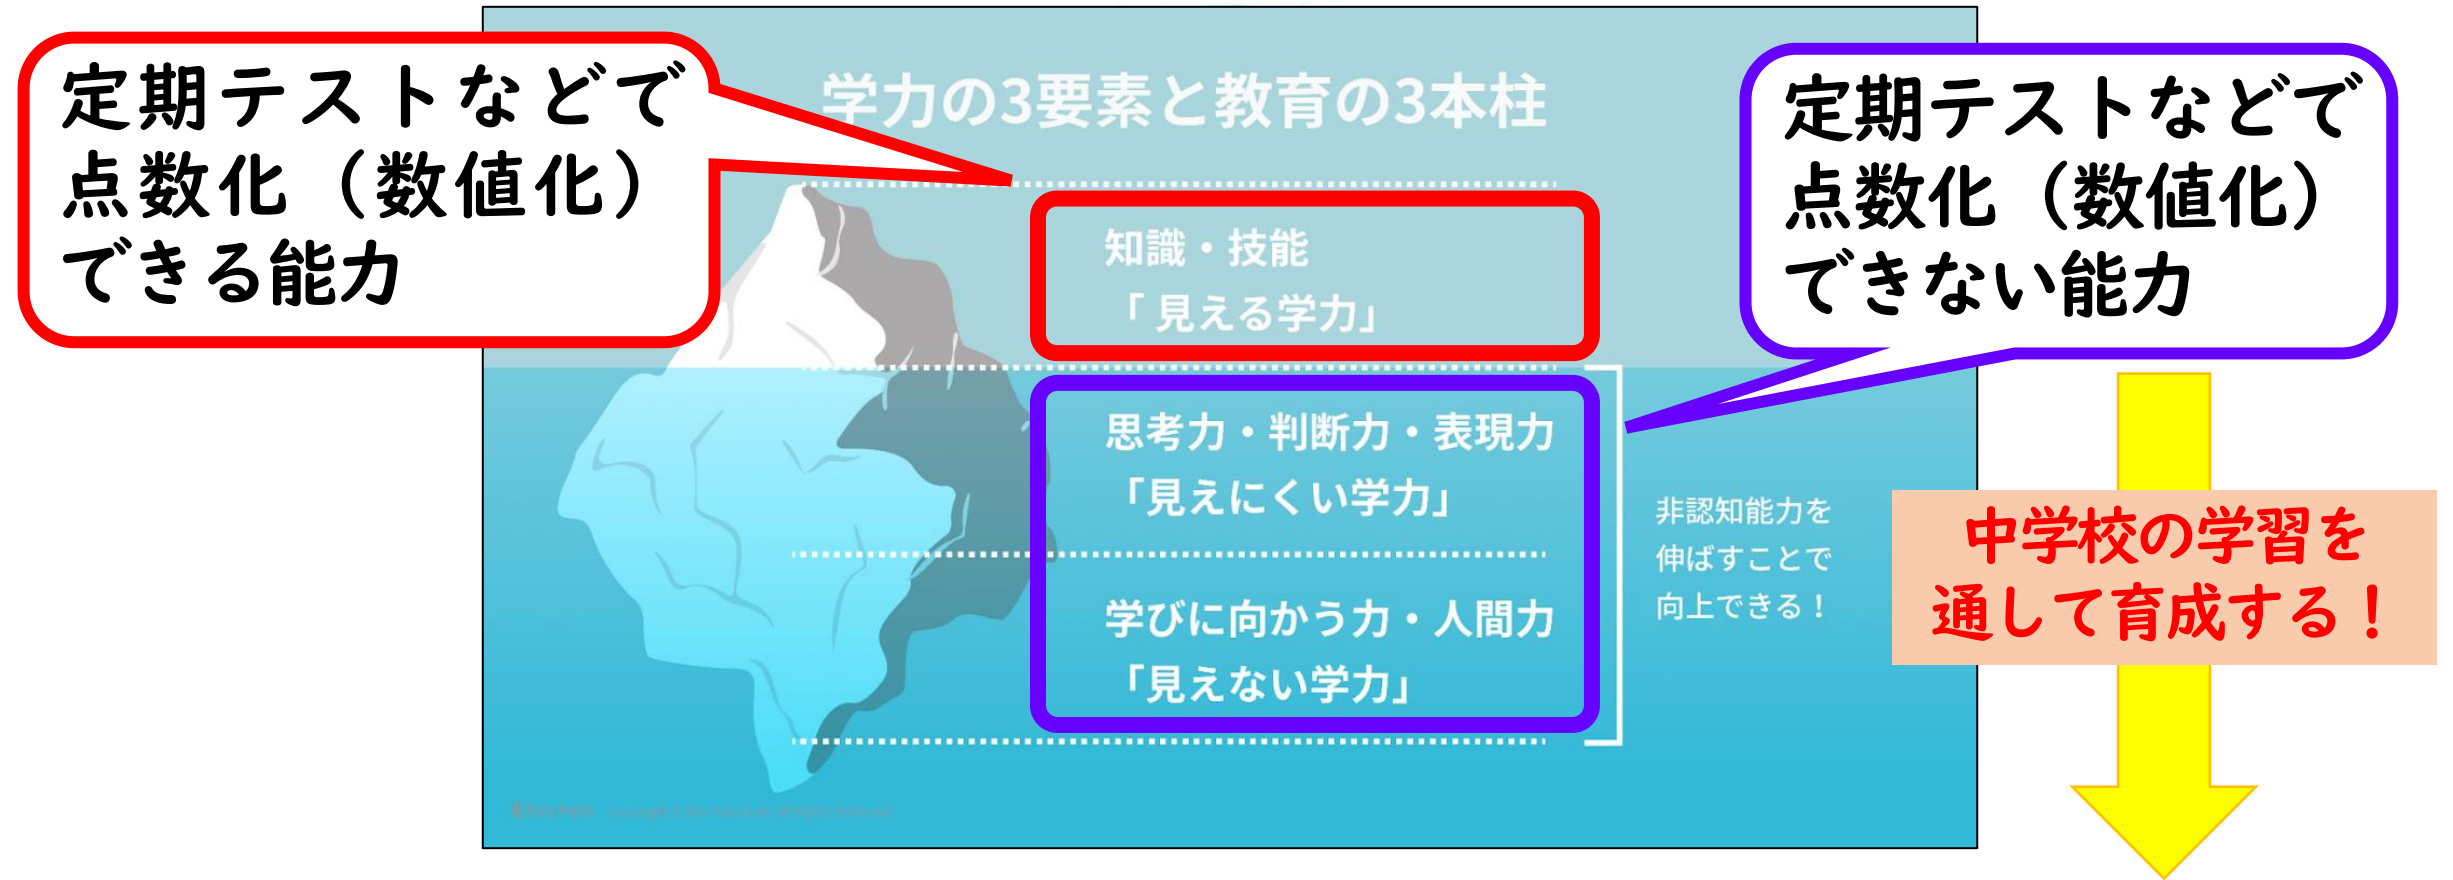 学力の3要素と教育の3本柱
定期テストなどで
点数化（数値化）
できる能力
定期テストなどで
点数化（数値化）
できない能力
知識・技能
「見える学力」
思考力・判断力・表現力
「見えにくい学力」
学びに向かう力・人間力
「見えない学力」
非認知能力を
伸ばすことで
向上できる！
中学校の学習を
通して育成する！